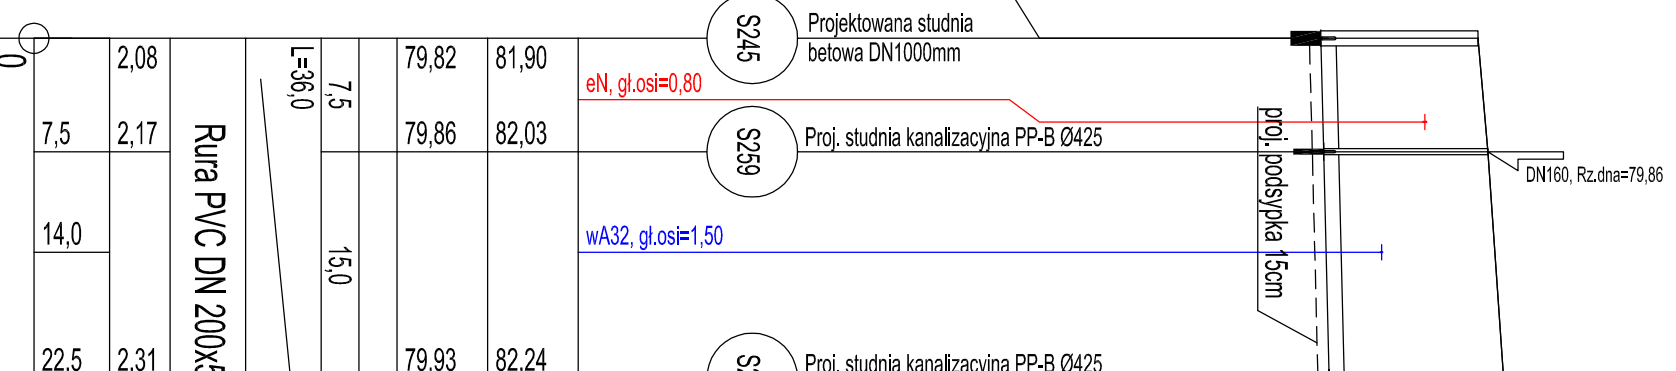 S245
Projektowana studnia
betowa DN1000mm
0
2,08
L=36,0
7,5
79,82
81,90
eN, gł.osi=0,80
7,5
2,17
79,86
82,03
S259
Proj. studnia kanalizacyjna PP-B Ø425
DN160, Rz.dna=79,86
Rura PVC DN 200x5
proj. podsypka 15cm
14,0
15,0
wA32, gł.osi=1,50
22,5
2,31
79,93
82,24
Proj. studnia kanalizacyjna PP-B Ø425